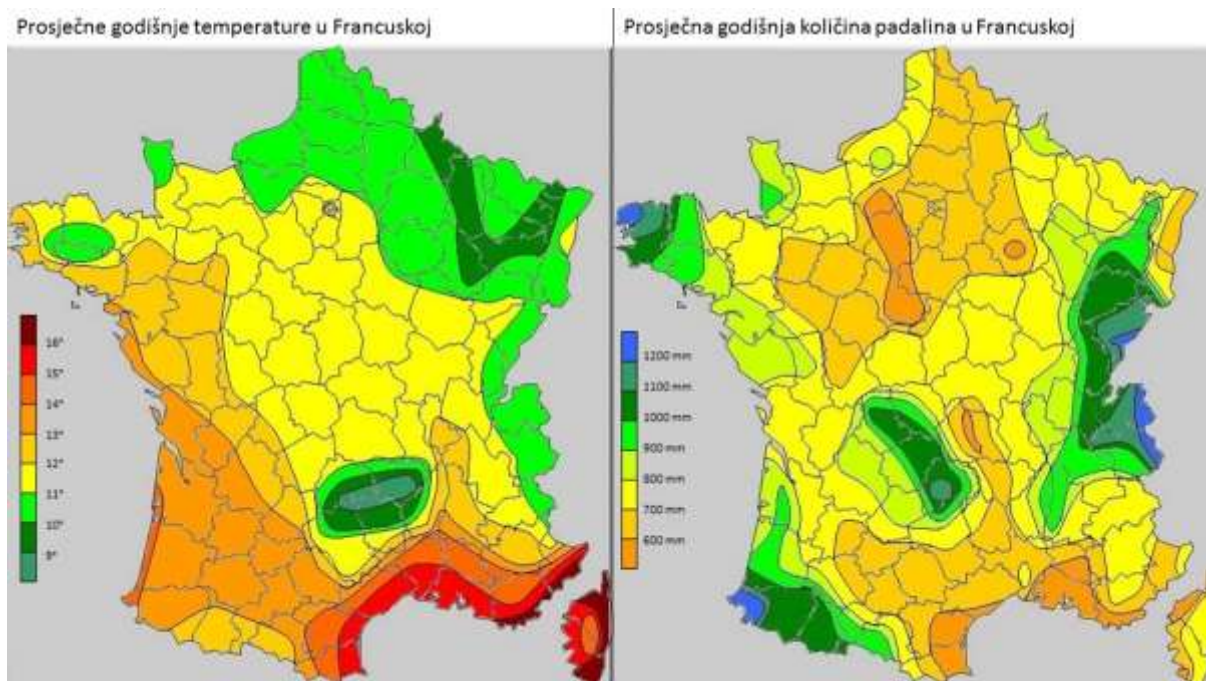 Prosječne godišnje temperature u Francuskoj
Prosječna godišnja količina padalina u Francuskoj
16°
15°
14°
13°
12°
11°
10°
9°
1200 mm
1100 mm
1000 mm
900 mm
800 mm
700 mm
600 mm